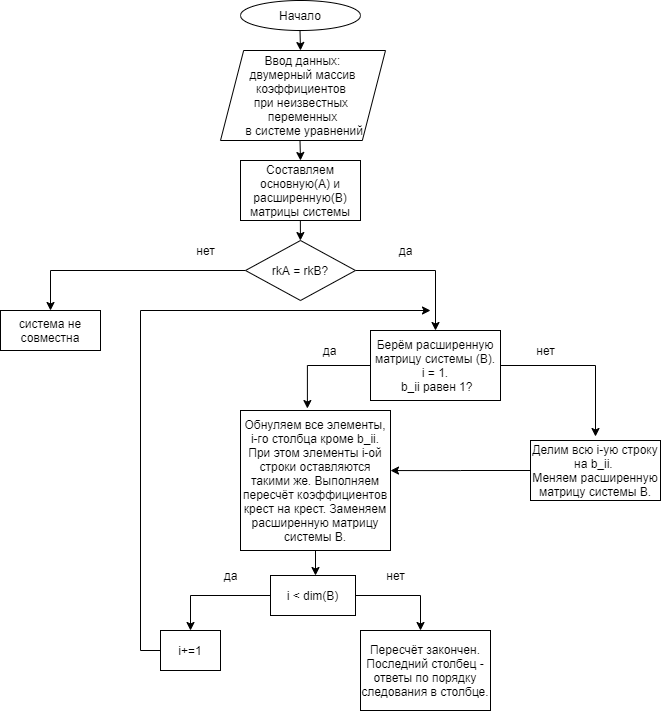 Начало
Ввод данных:
двумерный массив
коэффициентов
при неизвестных
переменных
в системе уравнений
Составляем
основную(А) и
расширенную(В)
матрицы системы
нет
да
rkA = rkB?
система не
совместна
Берём расширенную
матрицу системы (В).
i = 1.
b_ii равен 1?
да
нет
Обнуляем все элементы,
i-го столбца кроме b_ii.
При этом элементы i-ой
строки оставляются
такими же. Выполняем
пересчёт коэффициентов
крест на крест. Заменяем
расширенную матрицу
системы В.
Делим всю i-ую строку
на b_ii.
Меняем расширенную
матрицу системы В.
да
нет
i < dim(B)
i+=1
Пересчёт закончен.
Последний столбец -
ответы по порядку
следования в столбце.